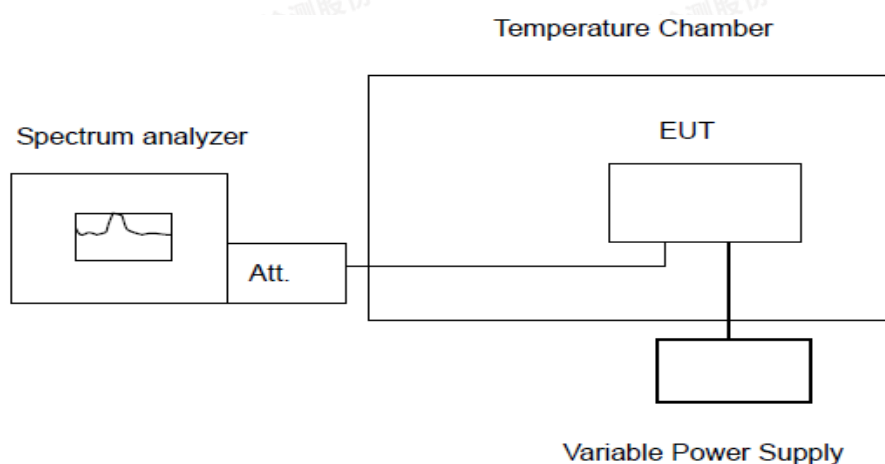 Temperature Chamber
Spectrum analyzer
EUT
Att.
Variable Power Supply